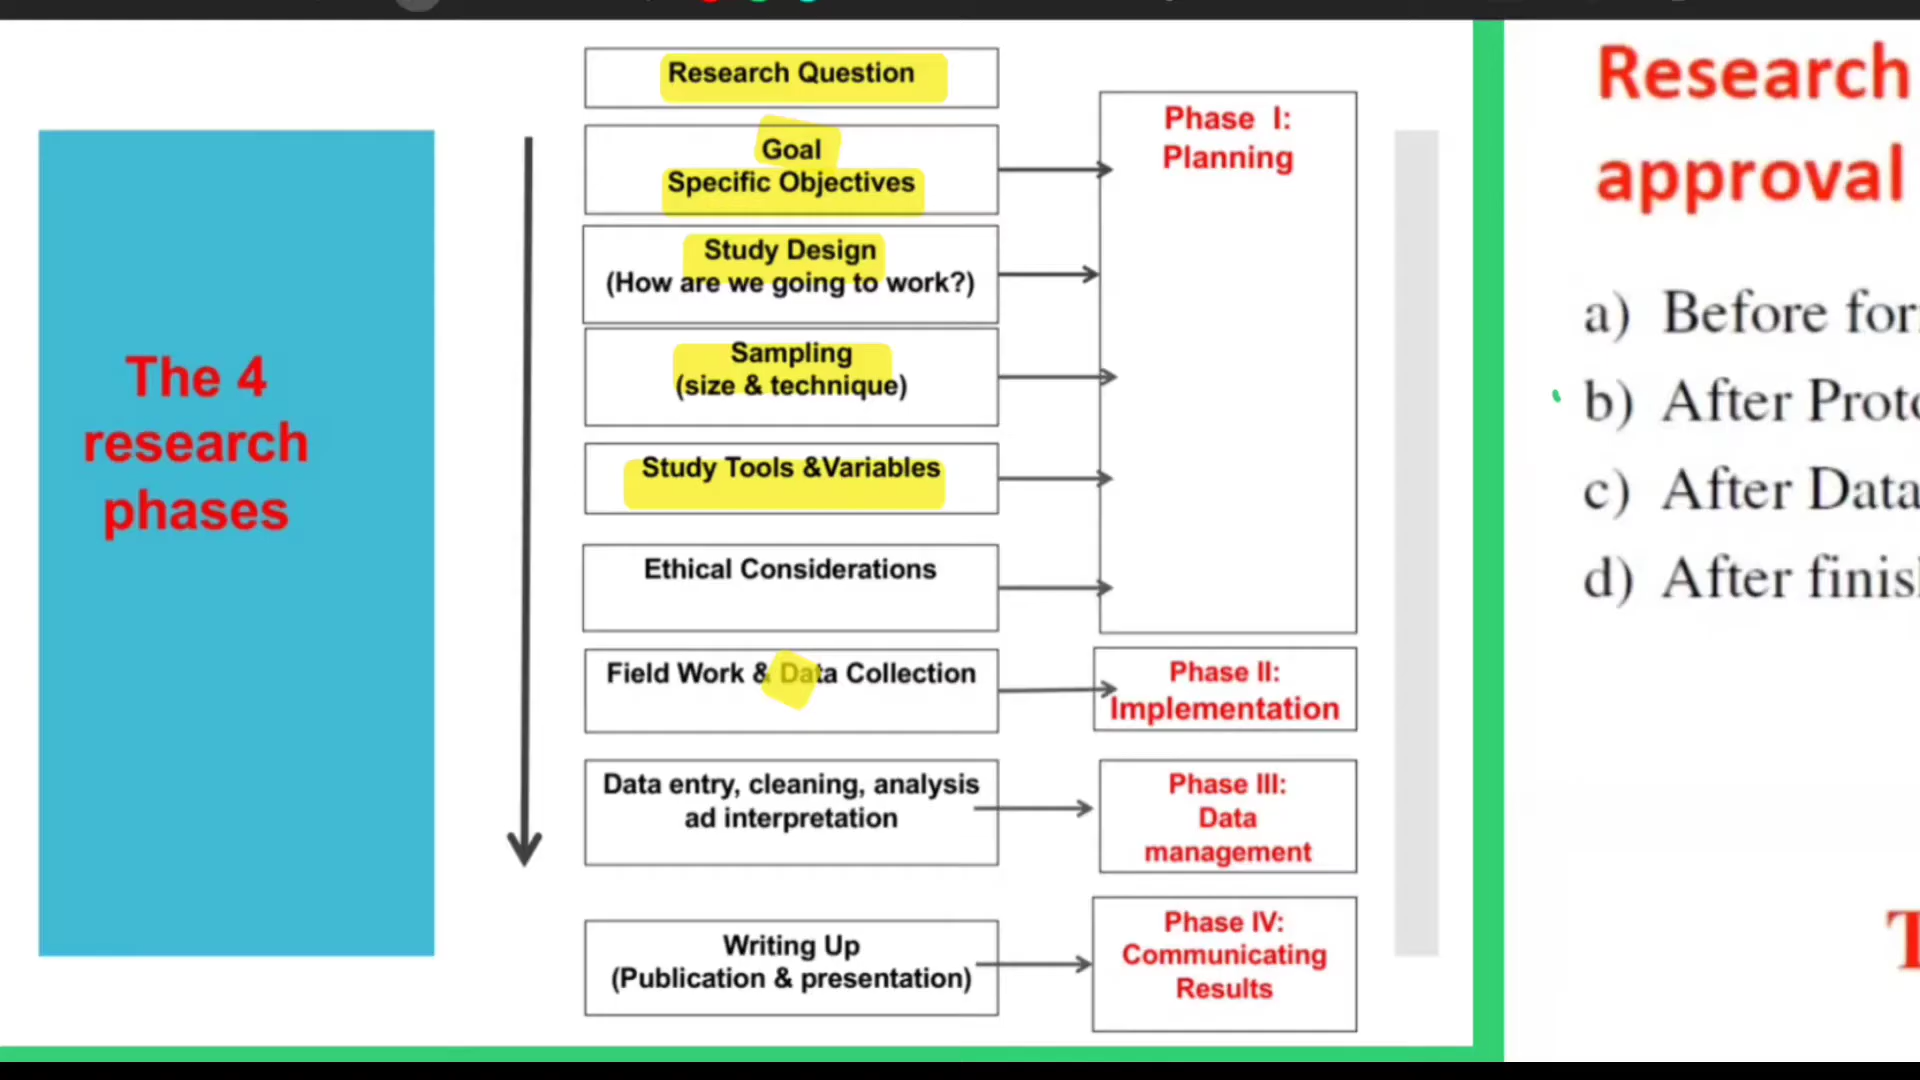 The 4
research
phases
Research Question
Goal
Specific Objectives
Study Design
(How are we going to work?)
Sampling
(size & technique)
Study Tools &Variables
Ethical Considerations
Field Work & Data Collection
Data entry, cleaning, analysis
ad interpretation
Writing Up
(Publication & presentation)
Phase I:
Planning
Phase II:
Implementation
Phase III:
Data
management
Phase IV:
Communicating
Results
Research
approval
a) Before
b) After
c) After Data
d) After